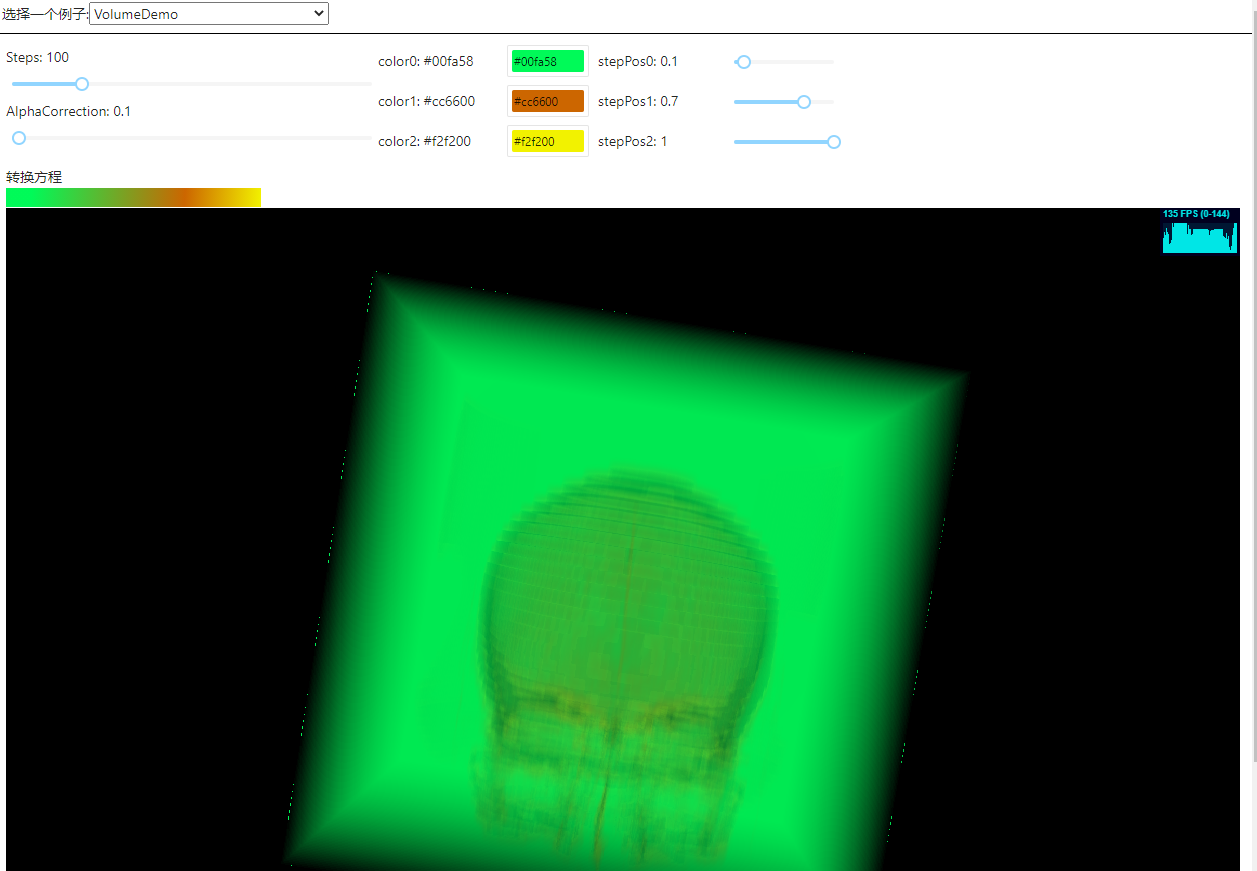 选择一个例子: VolumeDemo
Steps: 100
AlphaCorrection: 0.1
color0: #00fa58 #00fa58 stepPos0: 0.1
color1: #cc6600 #cc6600 stepPos1: 0.7
color2: #f2f200 #f2f200 stepPos2: 1
转换方程
135 FPS (0-144)